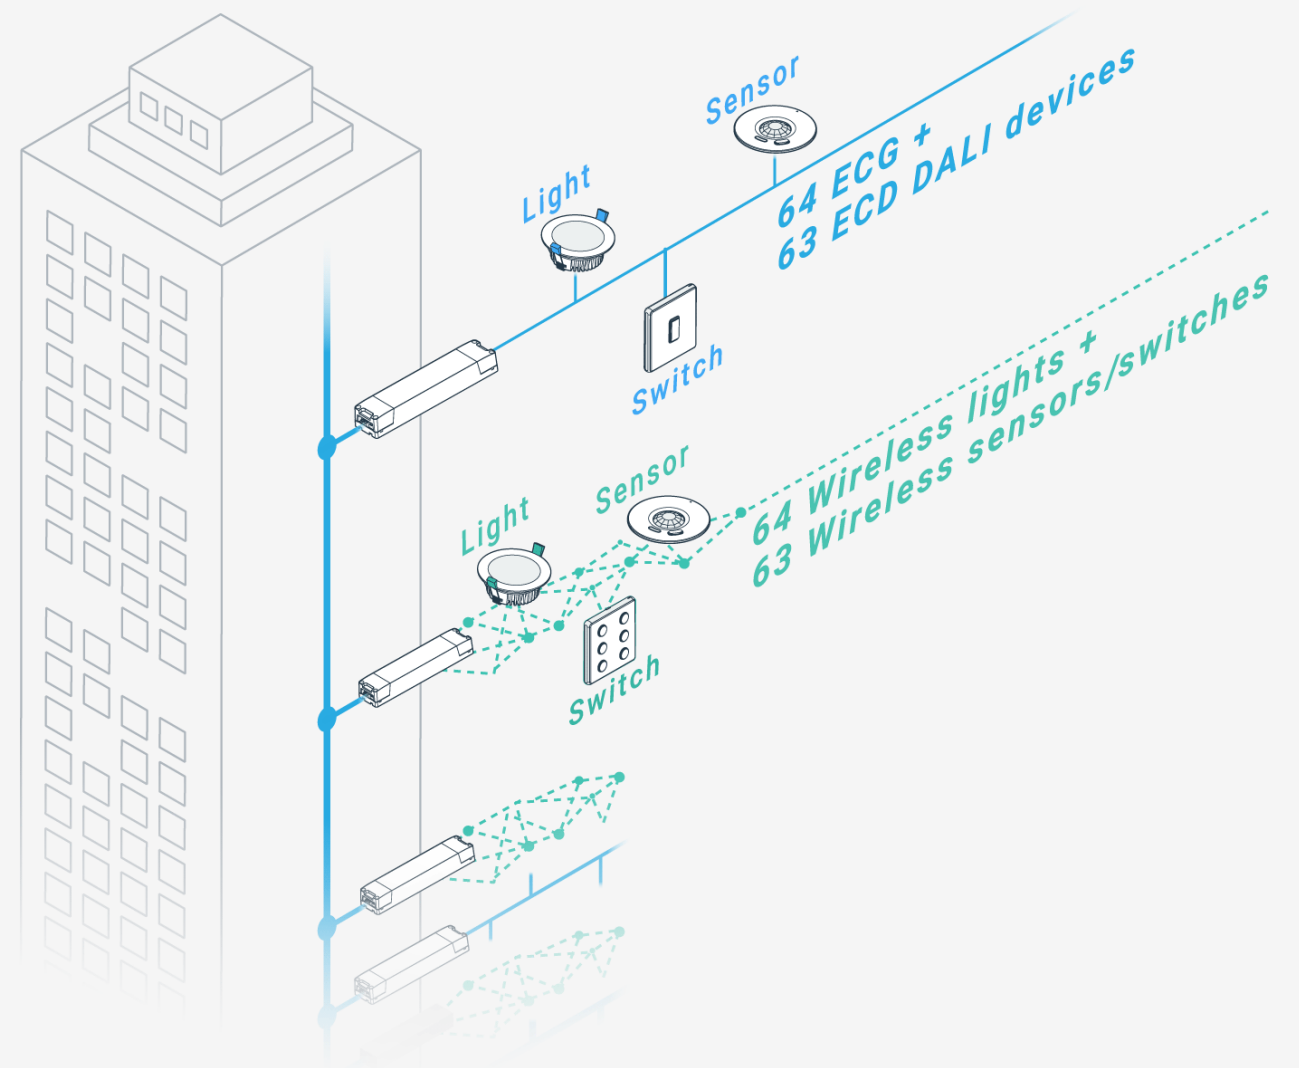 Sensor
Light
64 ECG +
63 ECD DALI devices
Switch
Sensor
Light
64 Wireless lights +
63 Wireless sensors/switches
Switch